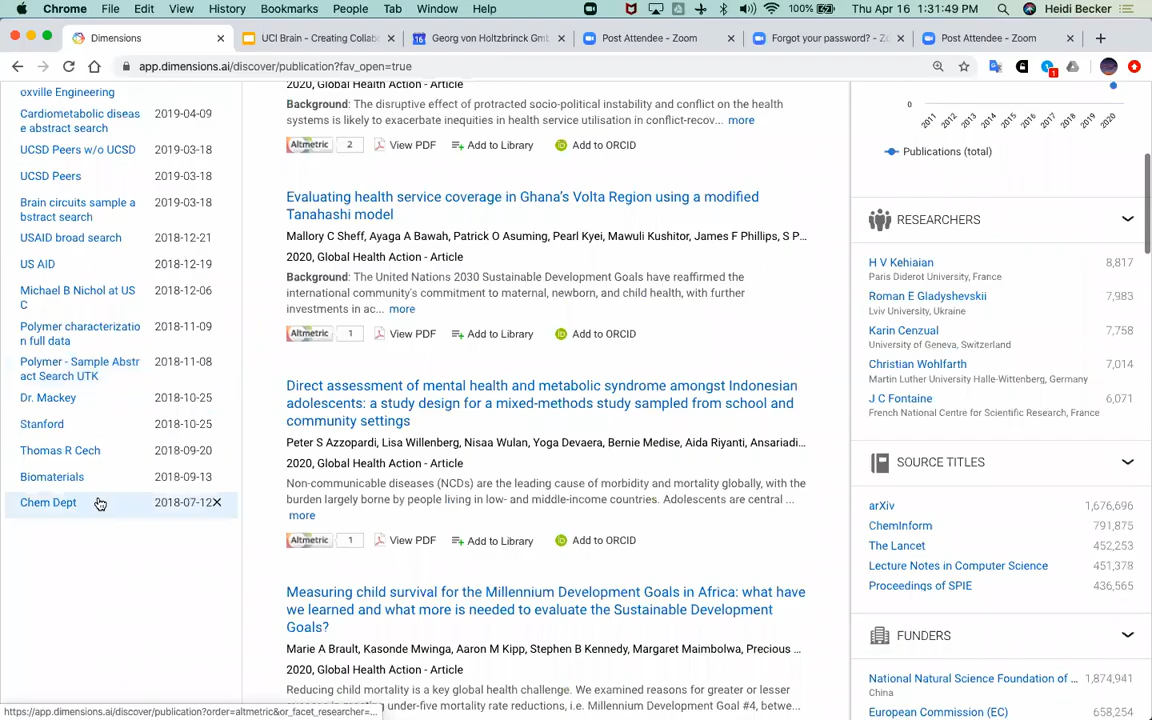 File Edit View History Bookmarks People Tab Window Help 100% Thu Apr 16 1:31:49 PM Heidi Becker
Dimensions UCI Brain - Creating Collab Georg von Holtzbrinck Gm Post Attendee - Zoom Forgot your password? - Z Post Attendee - Zoom
app.dimensions.ai/discover/publication?fav_open=true
oxville Engineering
Cardiometabolic diseas
e abstract search 2019-04-09
UCSD Peers w/o UCSD 2019-03-18
UCSD Peers 2019-03-18
Brain circuits sample a
bstract search 2019-03-18
USAID broad search 2018-12-21
US AID 2018-12-19
Michael B Nichol at US
C 2018-12-06
Polymer characterizatio
n full data 2018-11-09
Polymer - Sample Abstr
act Search UTK 2018-11-08
Dr. Mackey 2018-10-25
Stanford 2018-10-25
Thomas R Cech 2018-09-20
Biomaterials 2018-09-13
Chem Dept 2018-07-12
2020, Global Health Action - Article
Background: The disruptive effect of protracted socio-political instability and conflict on the health
systems is likely to exacerbate inequities in health service utilisation in conflict-recov... more
Altmetric 2 View PDF Add to Library Add to ORCID
Evaluating health service coverage in Ghana's Volta Region using a modified
Tanahashi model
Mallory C Sheff, Ayaga A Bawah, Patrick O Asuming, Pearl Kyei, Mawuli Kushitor, James F Phillips, S P...
2020, Global Health Action - Article
Background: The United Nations 2030 Sustainable Development Goals have reaffirmed the
international community's commitment to maternal, newborn, and child health, with further
investments in ac... more
Altmetric 1 View PDF Add to Library Add to ORCID
Direct assessment of mental health and metabolic syndrome amongst Indonesian
adolescents: a study design for a mixed-methods study sampled from school and
community settings
Peter S Azzopardi, Lisa Willenberg, Nisaa Wulan, Yoga Devaera, Bernie Medise, Aida Riyanti, Ansariadi...
2020, Global Health Action - Article
Non-communicable diseases (NCDs) are the leading cause of morbidity and mortality globally, with the
burden largely borne by people living in low- and middle-income countries. Adolescents are central ...
more
Altmetric 1 View PDF Add to Library Add to ORCID
Measuring child survival for the Millennium Development Goals in Africa: what have
we learned and what more is needed to evaluate the Sustainable Development
Goals?
Marie A Brault, Kasonde Mwinga, Aaron M Kipp, Stephen B Kennedy, Margaret Maimbolwa, Precious ...
2020, Global Health Action - Article
Reducing child mortality is a key global health challenge. We examined reasons for greater or lesser
under-five mortality rate reductions, i.e. Millennium Development Goal #4, betwe...
0
2011 2012 2013 2014 2015 2016 2017 2018 2019 2020
Publications (total)
RESEARCHERS
H V Kehiaian 8,817
Paris Diderot University, France
Roman E Gladyshevskii 7,983
Lviv University, Ukraine
Karin Cenzual 7,758
University of Geneva, Switzerland
Christian Wohlfarth 7,014
Martin Luther University Halle-Wittenberg, Germany
J C Fontaine 6,071
French National Centre for Scientific Research, France
SOURCE TITLES
arXiv 1,676,696
ChemInform 791,875
The Lancet 452,253
Lecture Notes in Computer Science 451,378
Proceedings of SPIE 436,565
FUNDERS
National Natural Science Foundation of ... 1,874,941
China
European Commission (EC) 658,254
https://app.dimensions.ai/discover/publication?order=altmetric&or_facet_researcher=...